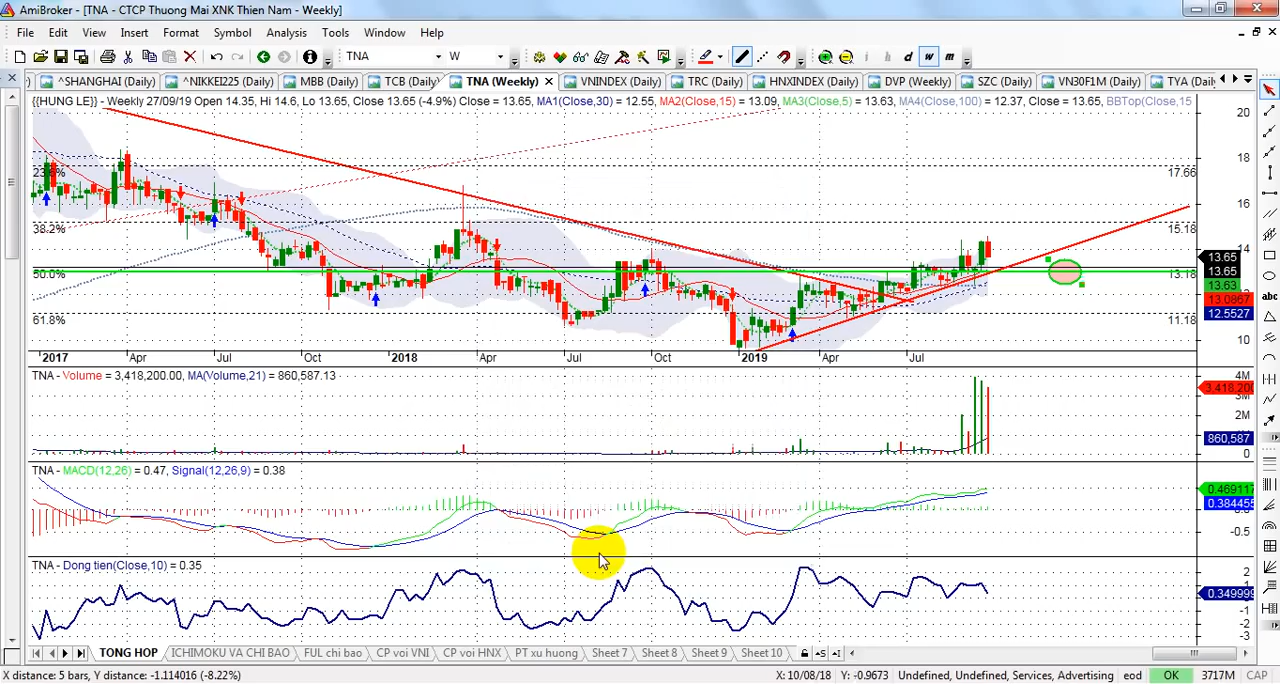 AmiBroker - [TNA - CTCP Thuong Mai XNK Thien Nam - Weekly]
File Edit View Insert Format Symbol Analysis Tools Window Help
TNA W i h d w m
^SHANGHAI (Daily) ^NIKKEI225 (Daily) MBB (Daily) TCB (Daily) TNA (Weekly) VNINDEX (Daily) TRC (Daily) HNXINDEX (Daily) DVP (Weekly) SZC (Daily) VN30F1M (Daily) TYA (Dail
{{HUNG LE}} - Weekly 27/09/19 Open 14.35, Hi 14.6, Lo 13.65, Close 13.65 (-4.9%) Close = 13.65, MA1(Close,30) = 12.55, MA2(Close,15) = 13.09, MA3(Close,5) = 13.63, MA4(Close,100) = 12.37, Close = 13.65, BBTop(Close,15
20
18
23.6% 17.66
16
38.2% 15.18
14
13.65
13.65
50.0% 13.18
13.63
12
13.0867
12.5527
61.8% 11.18
10
2017 Apr Jul Oct 2018 Apr Jul Oct 2019 Apr Jul
TNA - Volume = 3,418,200.00, MA(Volume,21) = 860,587.13
4M
3,418,200
3M
2M
1M
860,587
0
TNA - MACD(12,26) = 0.47, Signal(12,26,9) = 0.38
0.469117
0.384455
-0.5
TNA - Dong tien(Close,10) = 0.35
2
1
0.349999
-1
-2
-3
TONG HOP ICHIMOKU VA CHI BAO FUL chi bao CP voi VNI CP voi HNX PT xu huong Sheet 7 Sheet 8 Sheet 9 Sheet 10
X distance: 5 bars, Y distance: -1.114016 (-8.22%) X: 10/08/18 Y: -0.9673 Undefined, Undefined, Services, Advertising eod OK 3717M CAP
abc